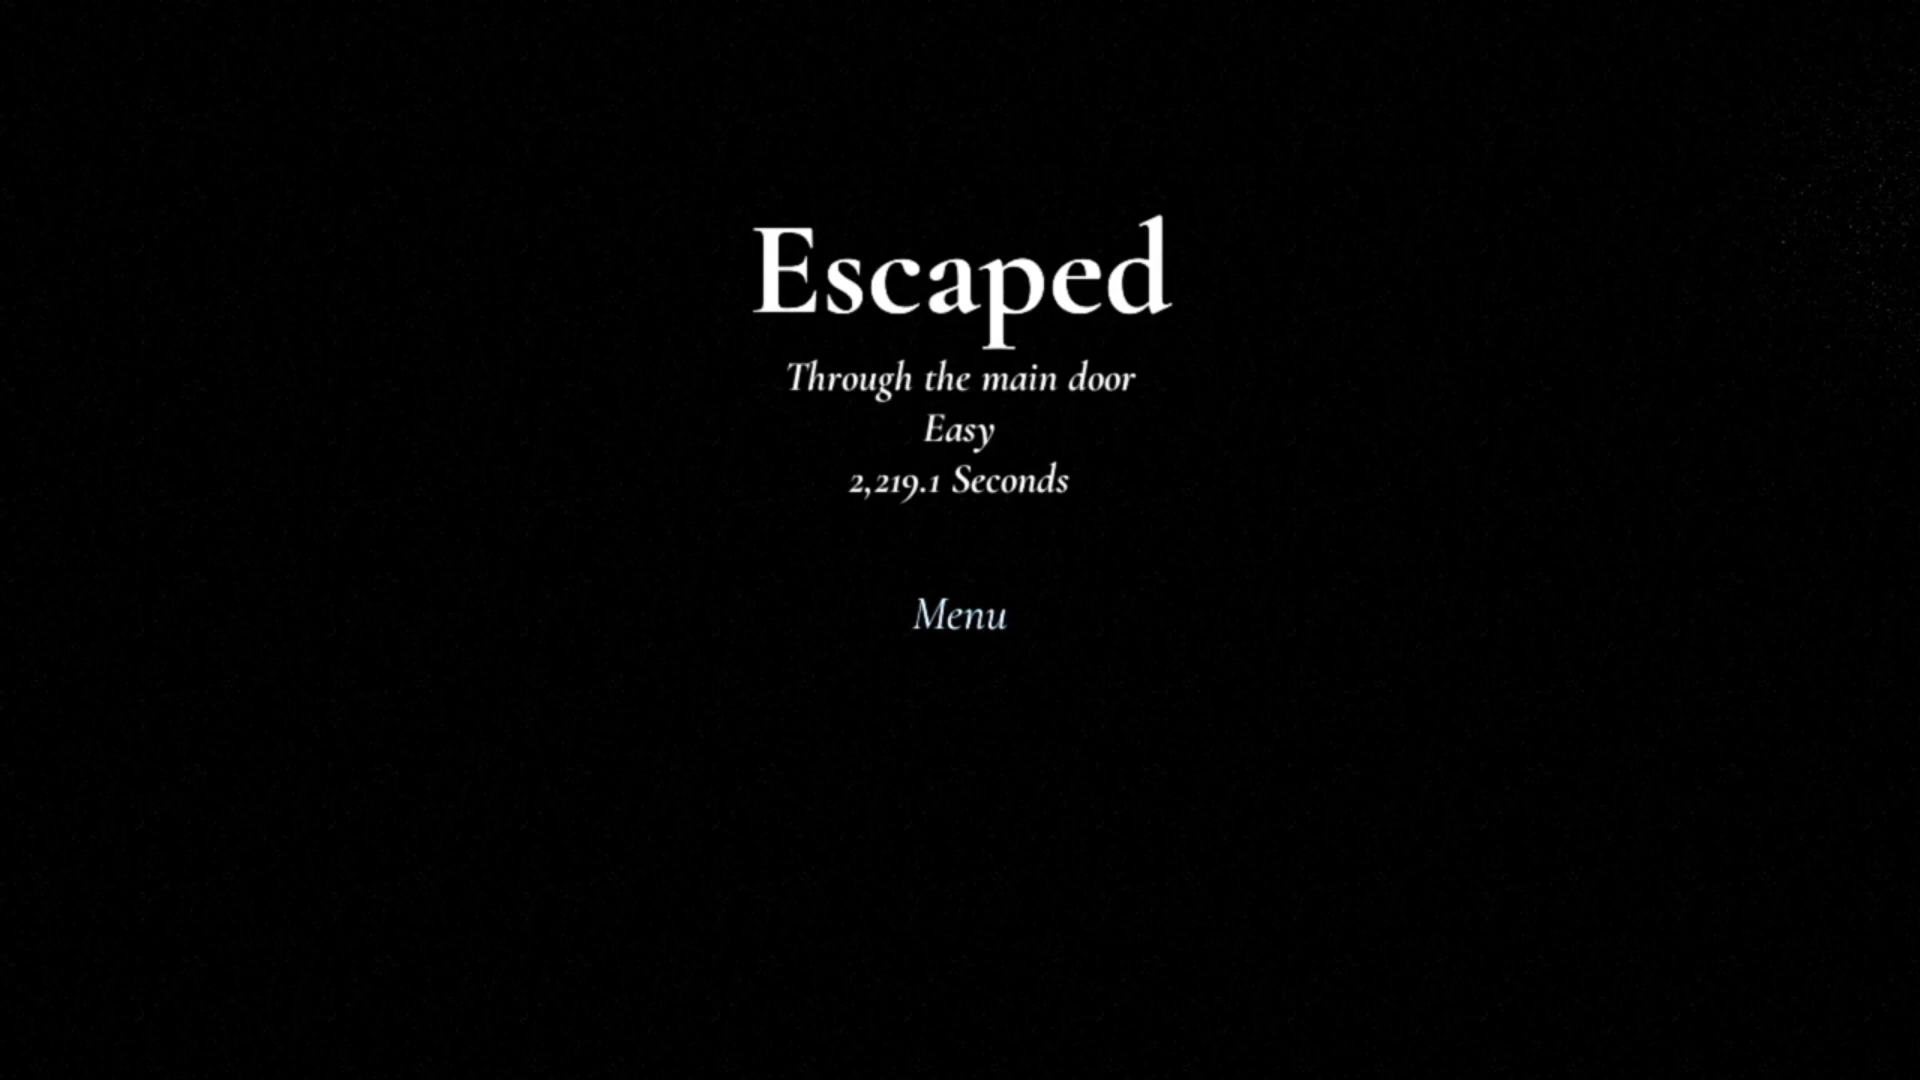 Escaped
Through the main door
Easy
2,219.1 Seconds
Menu